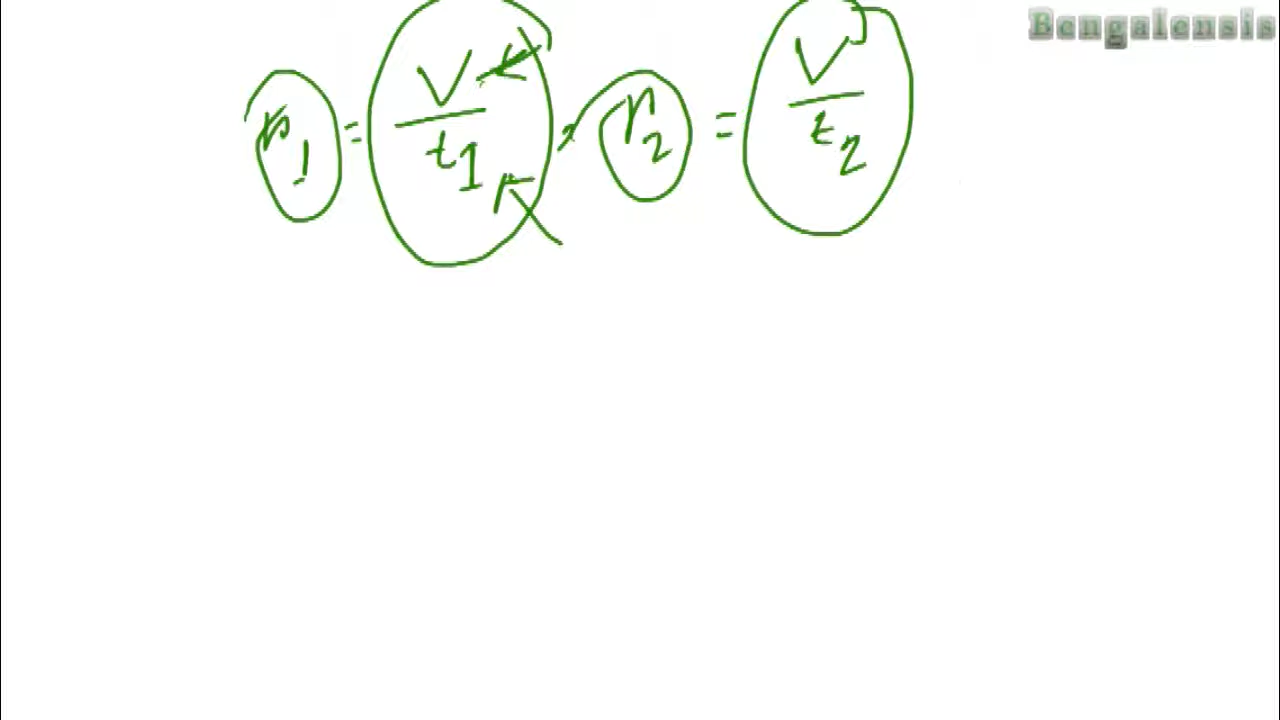 Bengalensis
r₁ = V/t₁, r₂ = V/t₂